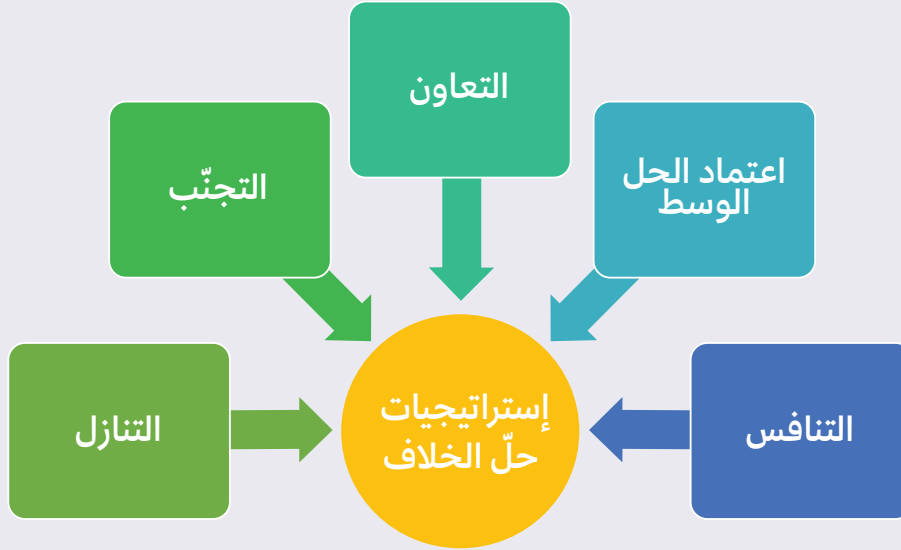 التعاون
اعتماد الحل
الوسط
التجنّب
التنافس
إستراتيجيات
حلّ الخلاف
التنازل